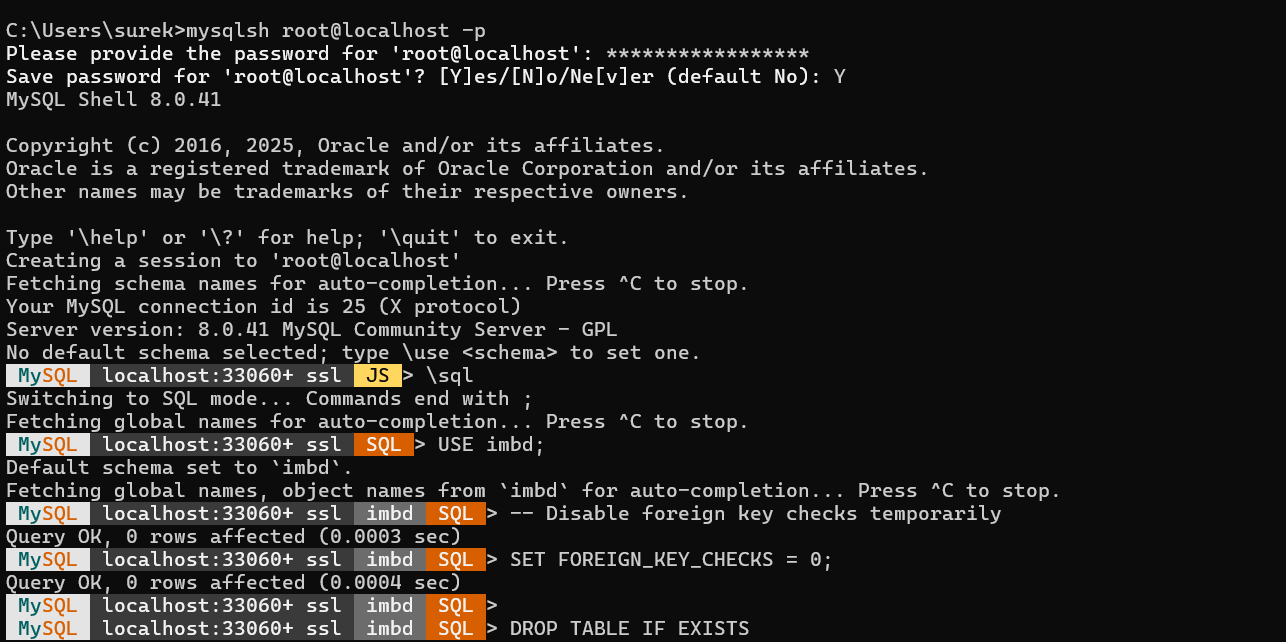 C:\Users\surek>mysqlsh root@localhost -p
Please provide the password for 'root@localhost': *****************
Save password for 'root@localhost'? [Y]es/[N]o/Ne[v]er (default No): Y
MySQL Shell 8.0.41
Copyright (c) 2016, 2025, Oracle and/or its affiliates.
Oracle is a registered trademark of Oracle Corporation and/or its affiliates.
Other names may be trademarks of their respective owners.
Type '\help' or '\?' for help; '\quit' to exit.
Creating a session to 'root@localhost'
Fetching schema names for auto-completion... Press ^C to stop.
Your MySQL connection id is 25 (X protocol)
Server version: 8.0.41 MySQL Community Server - GPL
No default schema selected; type \use <schema> to set one.
MySQL localhost:33060+ ssl JS > \sql
Switching to SQL mode... Commands end with ;
Fetching global names for auto-completion... Press ^C to stop.
MySQL localhost:33060+ ssl SQL > USE imbd;
Default schema set to `imbd`.
Fetching global names, object names from `imbd` for auto-completion... Press ^C to stop.
MySQL localhost:33060+ ssl imbd SQL > -- Disable foreign key checks temporarily
Query OK, 0 rows affected (0.0003 sec)
MySQL localhost:33060+ ssl imbd SQL > SET FOREIGN_KEY_CHECKS = 0;
Query OK, 0 rows affected (0.0004 sec)
MySQL localhost:33060+ ssl imbd SQL >
MySQL localhost:33060+ ssl imbd SQL > DROP TABLE IF EXISTS